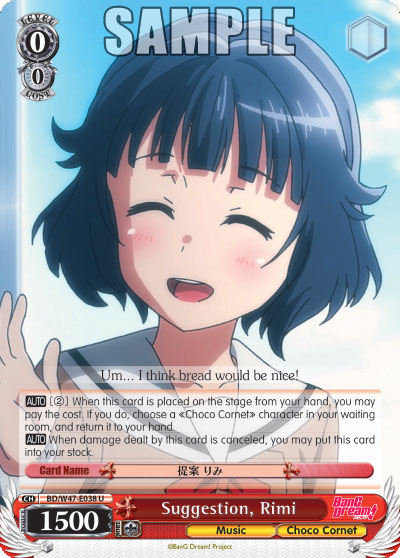 SAMPLE
LEVEL
0
0
COST
Um… I think bread would be nice!
AUTO [②] When this card is placed on the stage from your hand, you may
pay the cost. If you do, choose a «Choco Cornet» character in your waiting
room, and return it to your hand.
AUTO When damage dealt by this card is canceled, you may put this card
into your stock.
Card Name
提案 りみ
CH BD/W47-E038 U
POWER 1500
Suggestion, Rimi
BanG Dream!
Music
Choco Cornet
©BanG Dream! Project